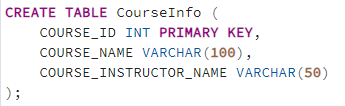 CREATE TABLE CourseInfo (
    COURSE_ID INT PRIMARY KEY,
    COURSE_NAME VARCHAR(100),
    COURSE_INSTRUCTOR_NAME VARCHAR(50)
);